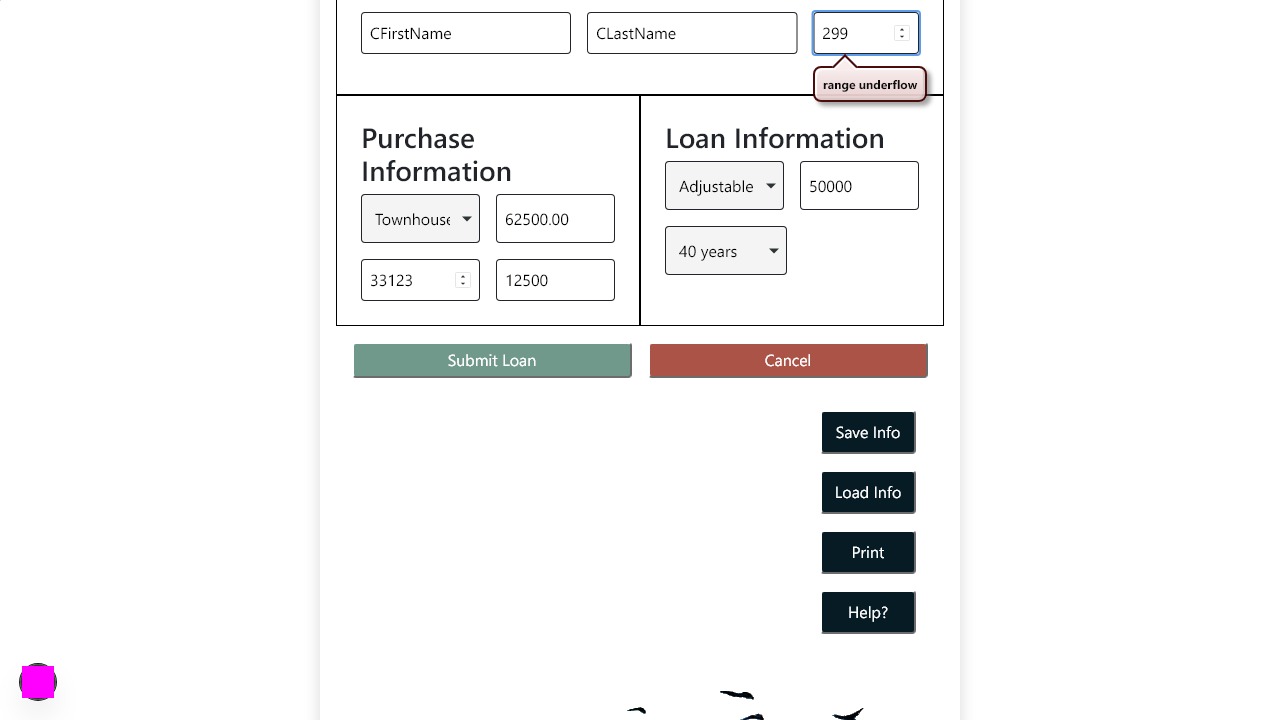 CFirstName CLastName 299
range underflow
Purchase Information
Townhouse 62500.00
33123 12500
Loan Information
Adjustable 50000
40 years
Submit Loan Cancel
Save Info
Load Info
Print
Help?